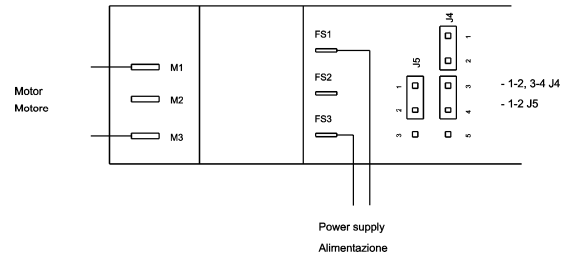 J4
FS1
1
J5
2
M1
FS2
1
3
- 1-2, 3-4 J4
Motor
M2
Motore
2
4
- 1-2 J5
FS3
M3
3
5
Power supply
Alimentazione